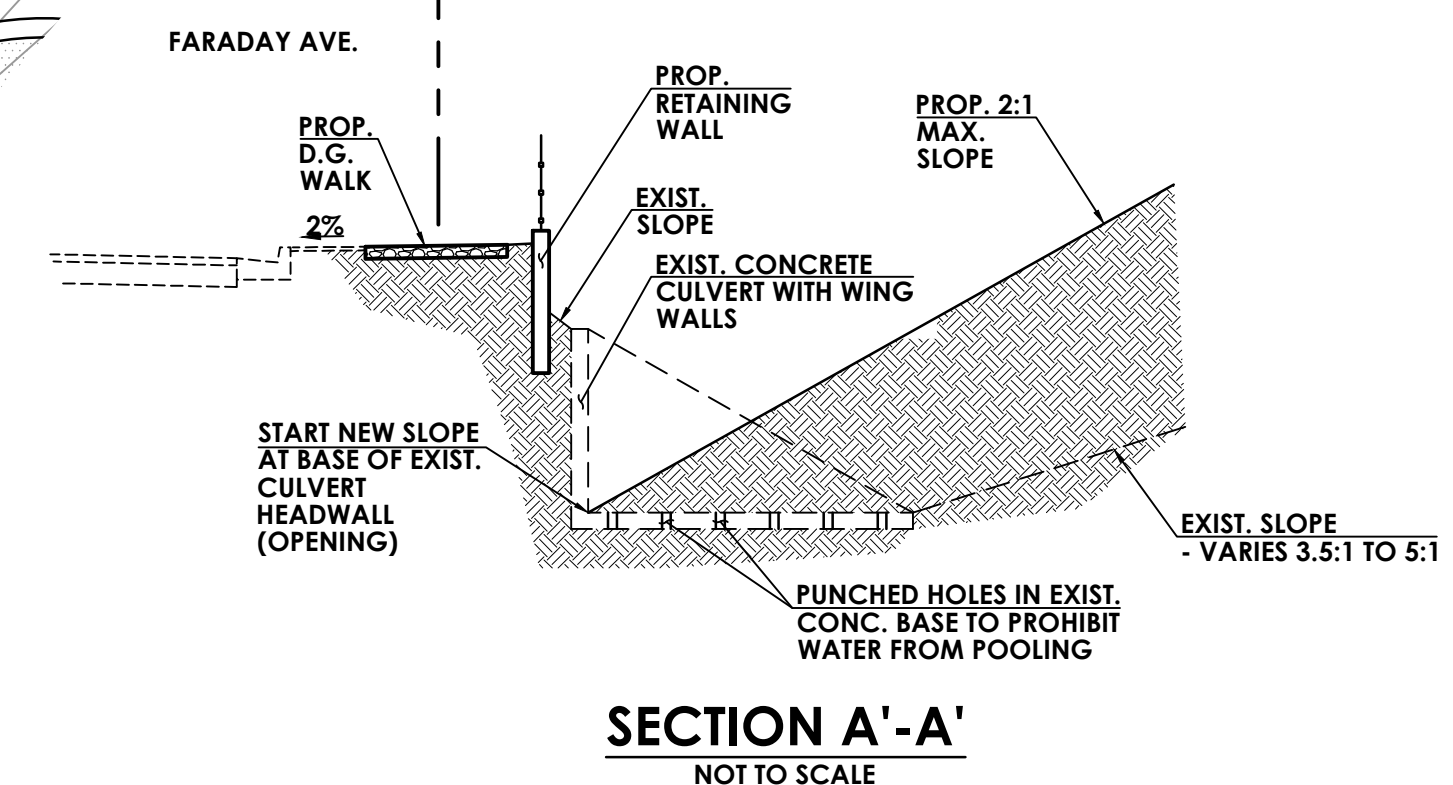 FARADAY AVE.
PROP.
D.G.
WALK
2%
PROP.
RETAINING
WALL
PROP. 2:1
MAX.
SLOPE
EXIST.
SLOPE
EXIST. CONCRETE
CULVERT WITH WING
WALLS
START NEW SLOPE
AT BASE OF EXIST.
CULVERT
HEADWALL
(OPENING)
EXIST. SLOPE
- VARIES 3.5:1 TO 5:1
PUNCHED HOLES IN EXIST.
CONC. BASE TO PROHIBIT
WATER FROM POOLING
SECTION A'-A'
NOT TO SCALE